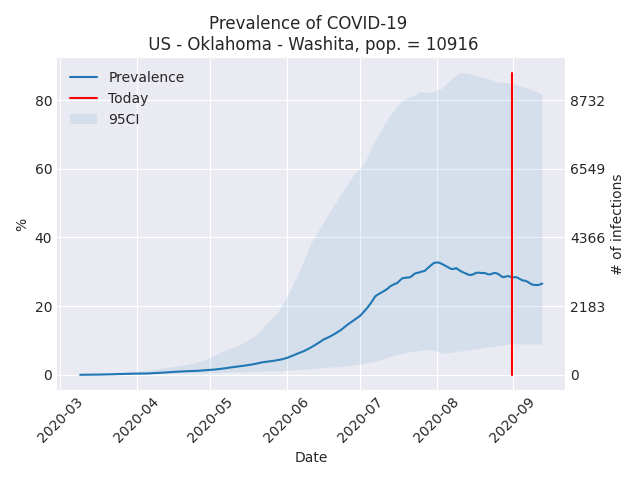 Prevalence of COVID-19
US - Oklahoma - Washita, pop. = 10916
Prevalence
Today
95CI
80
60
40
20
0
%
8732
6549
4366
2183
0
# of infections
2020-03
2020-04
2020-05
2020-06
2020-07
2020-08
2020-09
Date